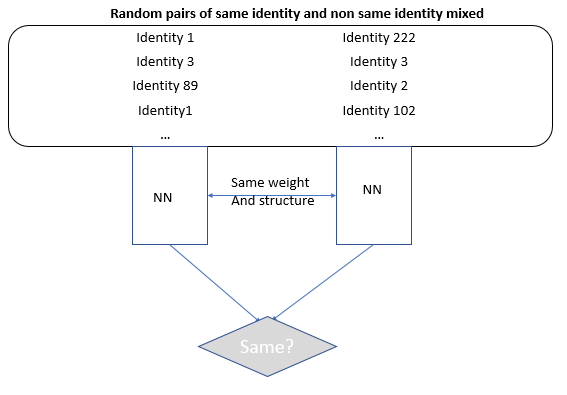 Random pairs of same identity and non same identity mixed
Identity 1 Identity 222
Identity 3 Identity 3
Identity 89 Identity 2
Identity1 Identity 102
... ...
Same weight
And structure
NN NN
Same?